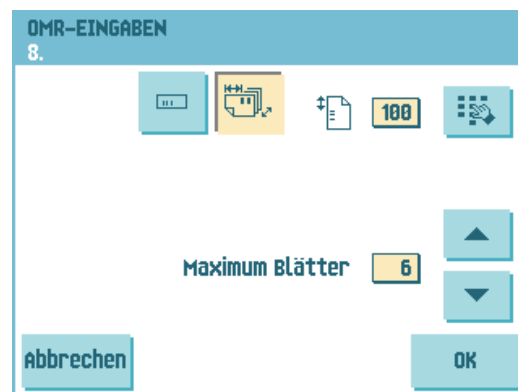 OMR-EINGABEN
8.
100
Maximum Blätter 6
Abbrechen OK